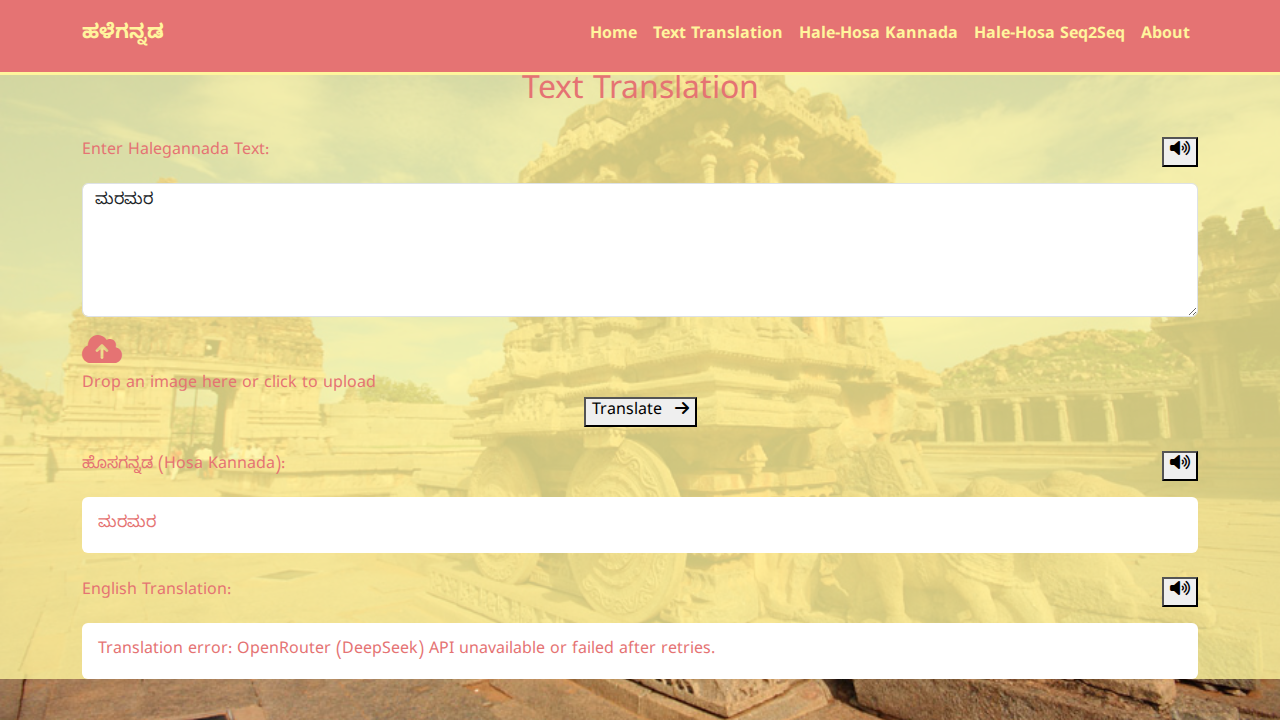 ಹಳೆಗನ್ನಡ
Home Text Translation Hale-Hosa Kannada Hale-Hosa Seq2Seq About
Text Translation
Enter Halegannada Text:
ಮರಮರ
Drop an image here or click to upload
Translate
ಹೊಸಗನ್ನಡ (Hosa Kannada):
ಮರಮರ
English Translation:
Translation error: OpenRouter (DeepSeek) API unavailable or failed after retries.